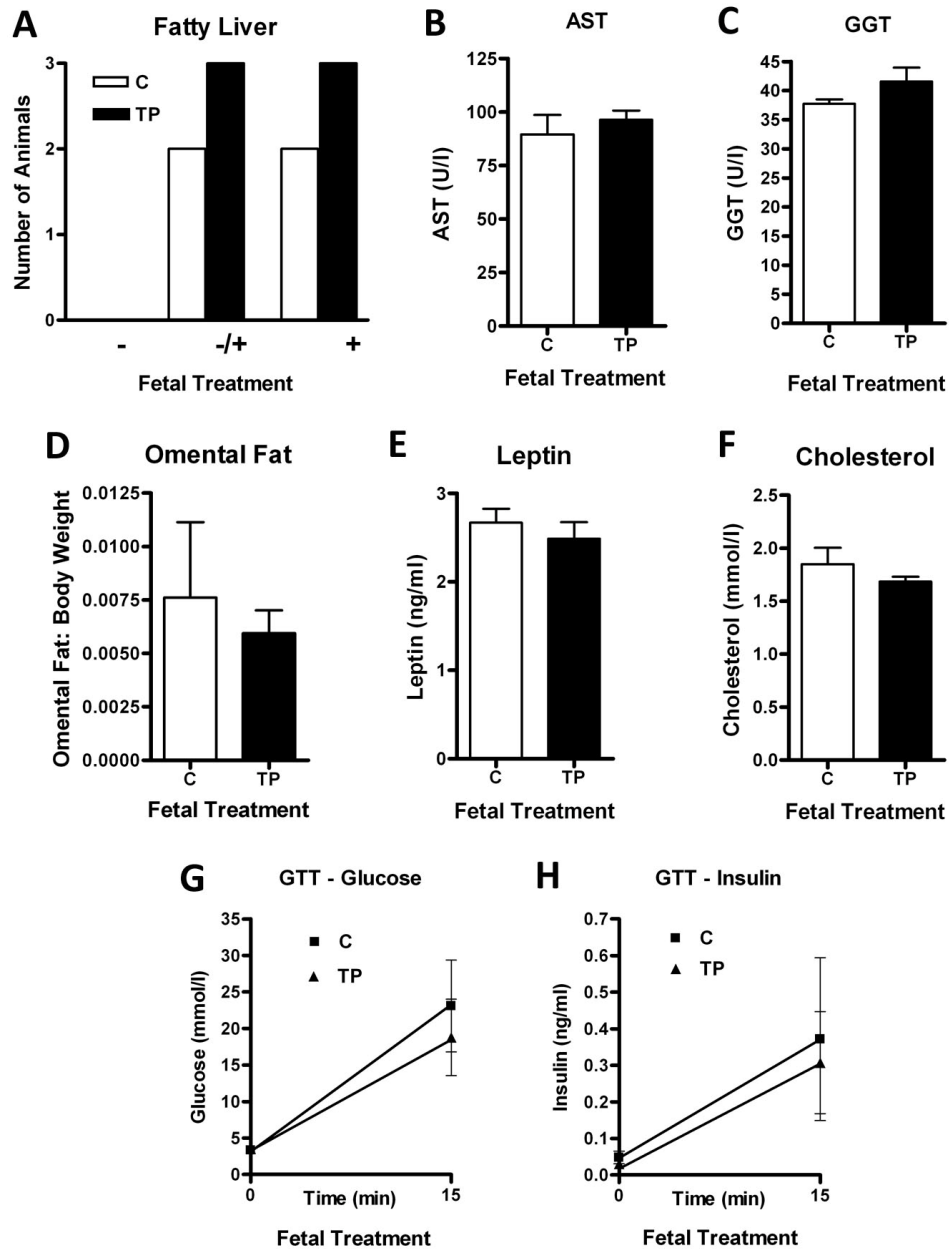 A
Fatty Liver
Number of Animals
3
2
1
0
C
TP
-
-/+
+
Fetal Treatment
B
AST
AST (U/l)
125
100
75
50
25
0
C
TP
Fetal Treatment
C
GGT
GGT (U/l)
45
40
35
30
25
20
15
10
5
0
C
TP
Fetal Treatment
D
Omental Fat
Omental Fat: Body Weight
0.0125
0.0100
0.0075
0.0050
0.0025
0.0000
C
TP
Fetal Treatment
E
Leptin
Leptin (ng/ml)
3
2
1
0
C
TP
Fetal Treatment
F
Cholesterol
Cholesterol (mmol/l)
2.5
2.0
1.5
1.0
0.5
0.0
C
TP
Fetal Treatment
G
GTT - Glucose
Glucose (mmol/l)
35
30
25
20
15
10
5
0
C
TP
0
Time (min)
15
Fetal Treatment
H
GTT - Insulin
Insulin (ng/ml)
0.7
0.6
0.5
0.4
0.3
0.2
0.1
0.0
C
TP
0
Time (min)
15
Fetal Treatment